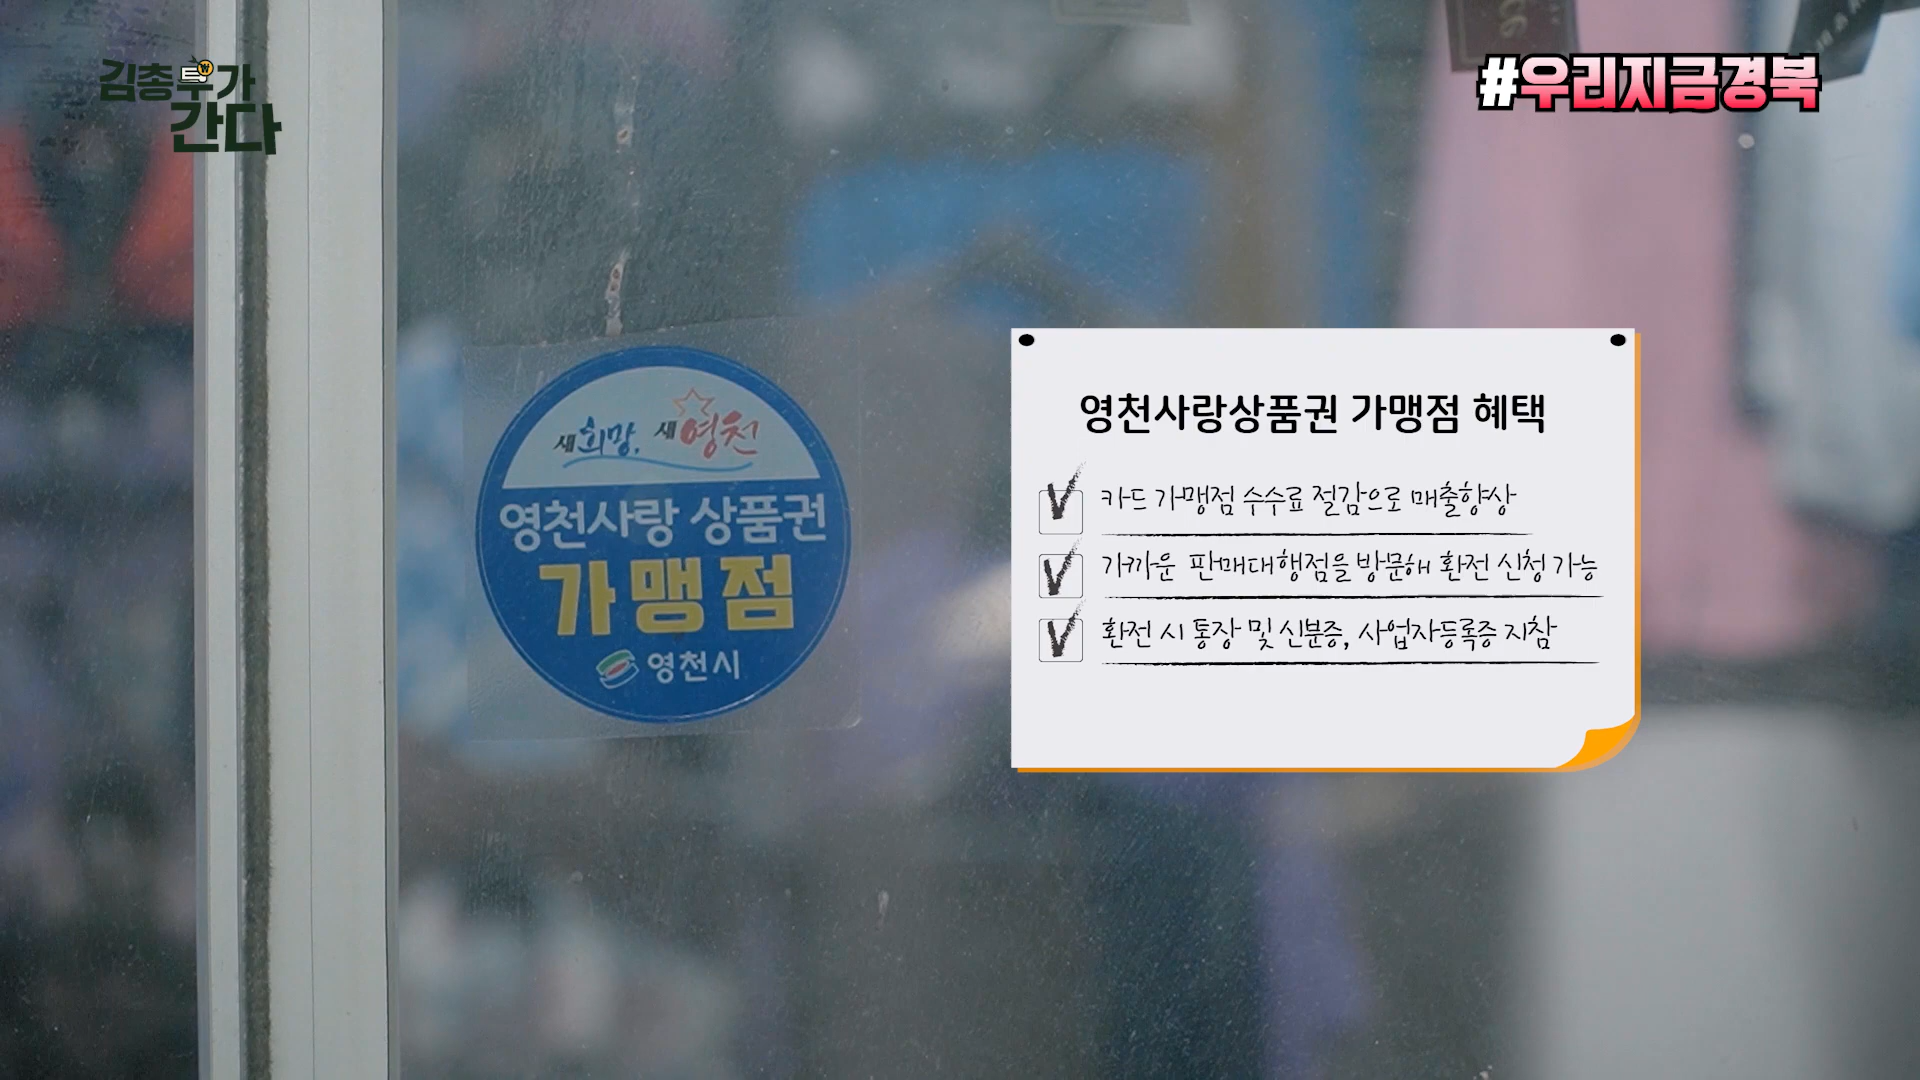 김총투가
간다
#우리지금경북
새희망, 새영천
영천사랑 상품권
가맹점
영천시
영천사랑상품권 가맹점 혜택
카드 가맹점 수수료 절감으로 매출향상
가까운 판매대행점을 방문해 환전 신청 가능
환전 시 통장 및 신분증, 사업자등록증 지참